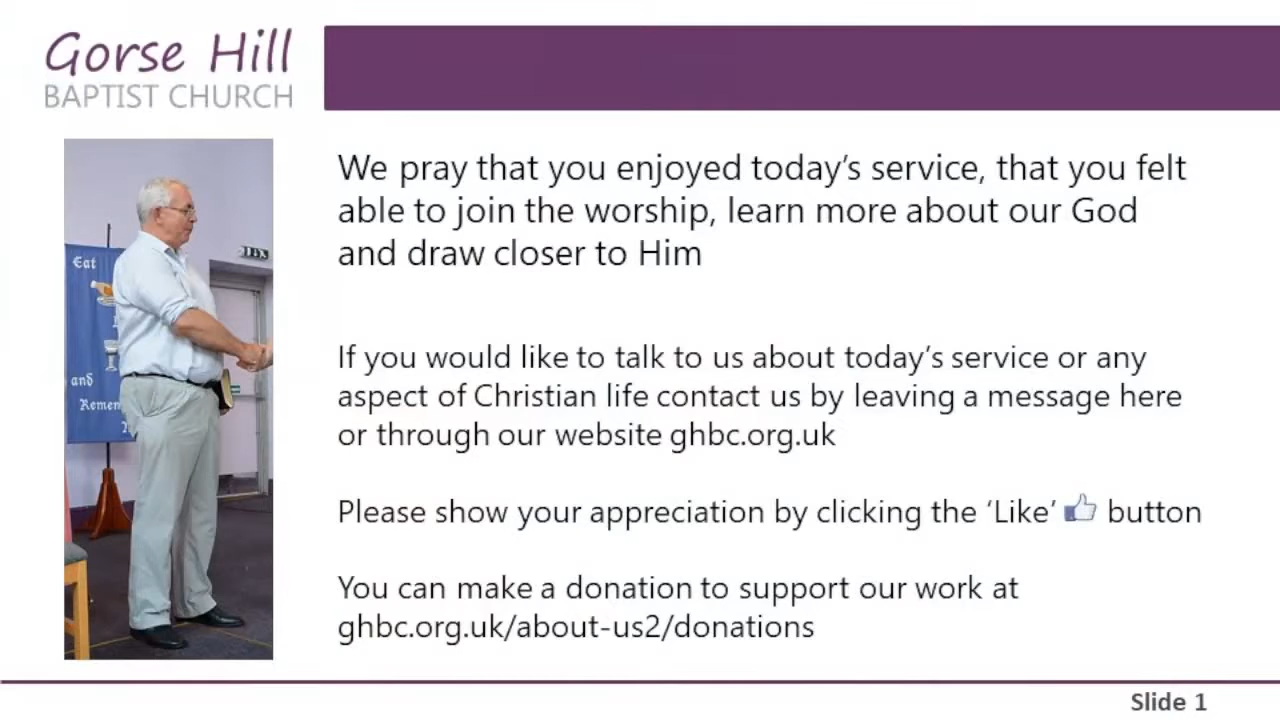 Gorse Hill
BAPTIST CHURCH
We pray that you enjoyed today's service, that you felt
able to join the worship, learn more about our God
and draw closer to Him
If you would like to talk to us about today's service or any
aspect of Christian life contact us by leaving a message here
or through our website ghbc.org.uk
Please show your appreciation by clicking the 'Like' button
You can make a donation to support our work at
ghbc.org.uk/about-us2/donations
Eat
and
Remem
Slide 1